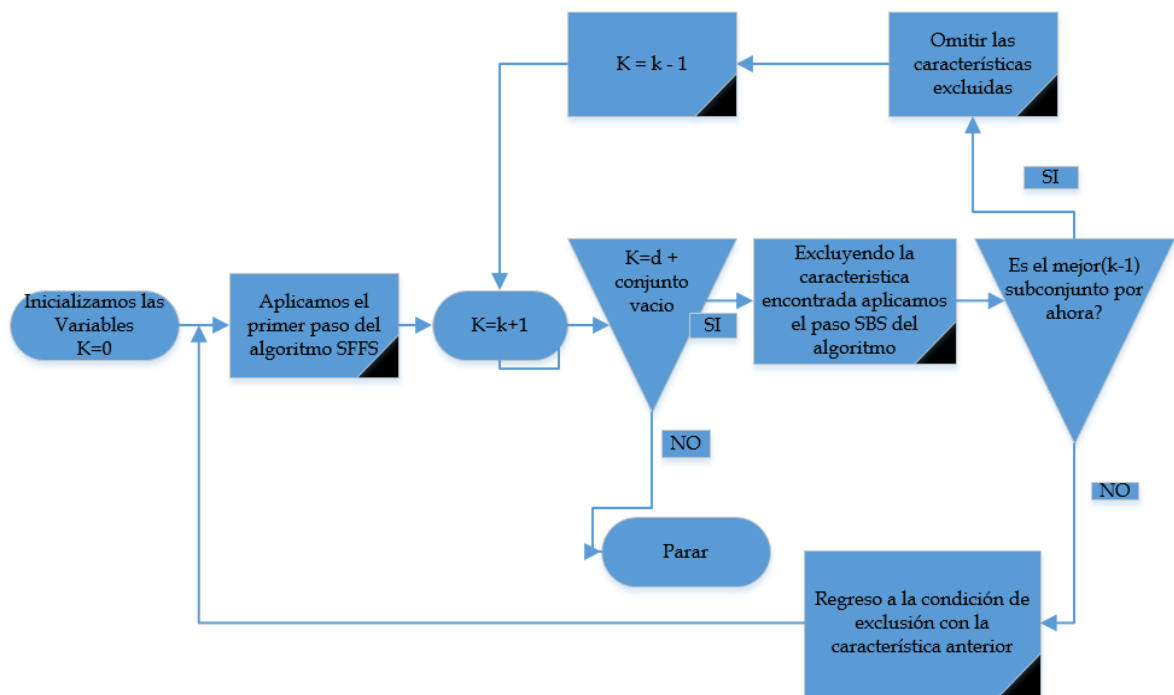 K = k - 1
Omitir las
características
excluidas
SI
Inicializamos las
Variables
K=0
Aplicamos el
primer paso del
algoritmo SFFS
K=k+1
K=d +
conjunto
vacio
SI
Excluyendo la
caracteristica
encontrada aplicamos
el paso SBS del
algoritmo
Es el mejor(k-1)
subconjunto por
ahora?
NO
NO
Parar
Regreso a la condición de
exclusión con la
característica anterior